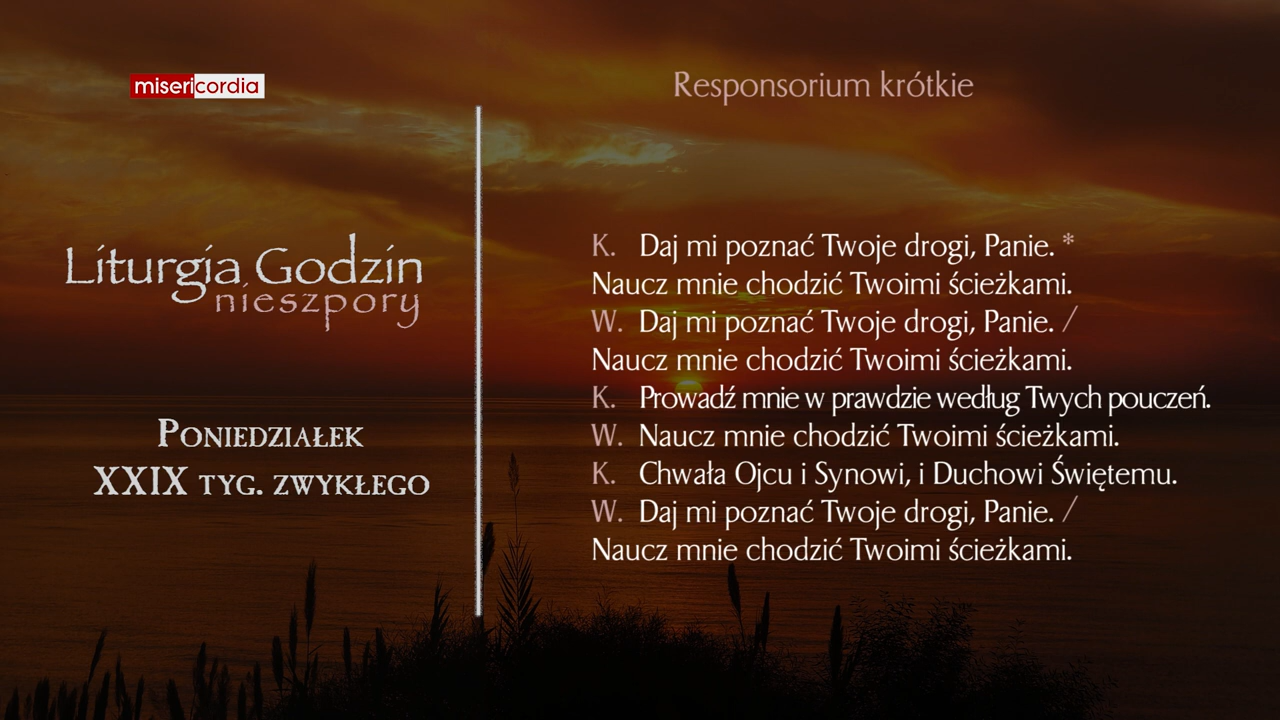 misericordia
Responsorium krótkie
Liturgia Godzin
nieszpory
Poniedziałek
XXIX tyg. zwykłego
K. Daj mi poznać Twoje drogi, Panie. *
Naucz mnie chodzić Twoimi ścieżkami.
W. Daj mi poznać Twoje drogi, Panie. /
Naucz mnie chodzić Twoimi ścieżkami.
K. Prowadź mnie w prawdzie według Twych pouczeń.
W. Naucz mnie chodzić Twoimi ścieżkami.
K. Chwała Ojcu i Synowi, i Duchowi Świętemu.
W. Daj mi poznać Twoje drogi, Panie. /
Naucz mnie chodzić Twoimi ścieżkami.